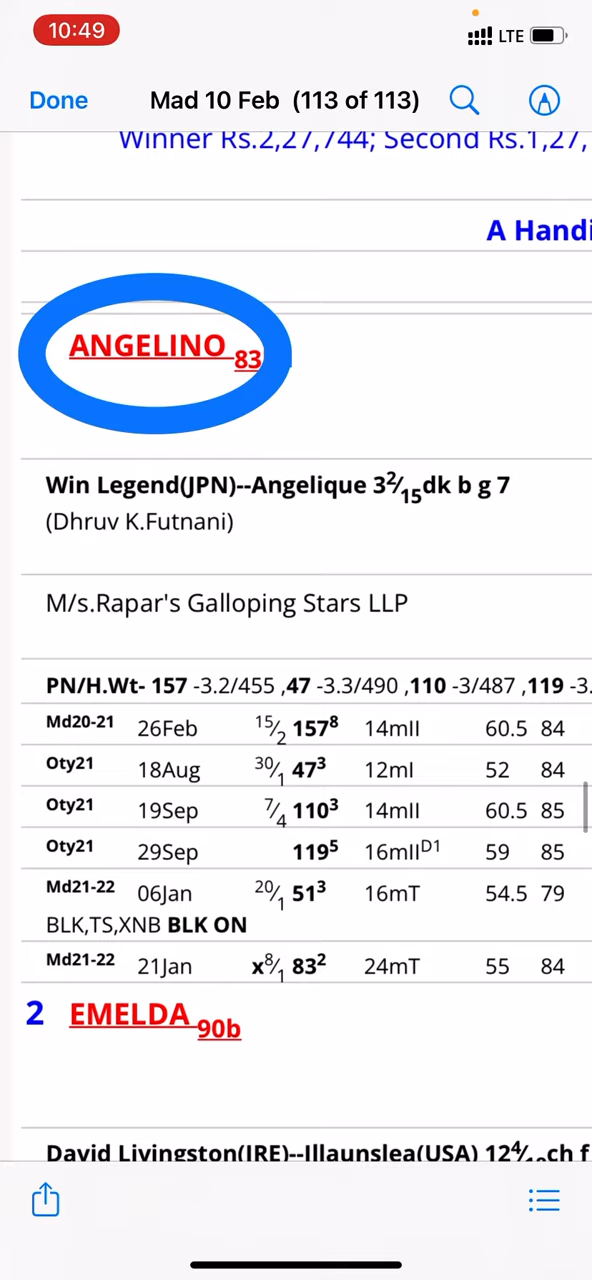 10:49 LTE
Done Mad 10 Feb (113 of 113)
Winner Rs.2,27,744; Second Rs.1,27,
A Handi
ANGELINO 83
Win Legend(JPN)--Angelique 3²⁄₁₅dk b g 7
(Dhruv K.Futnani)
M/s.Rapar's Galloping Stars LLP
PN/H.Wt- 157 -3.2/455 ,47 -3.3/490 ,110 -3/487 ,119 -3.
Md20-21 26Feb 15/2 157⁸ 14mII 60.5 84
Oty21 18Aug 30/1 47³ 12mI 52 84
Oty21 19Sep 7/4 110³ 14mII 60.5 85
Oty21 29Sep 119⁵ 16mIIᴰ¹ 59 85
Md21-22 06Jan 20/1 51³ 16mT 54.5 79
BLK,TS,XNB BLK ON
Md21-22 21Jan x8/1 83² 24mT 55 84
2 EMELDA 90b
David Livingston(IRE)--Illaunslea(USA) 12⁴⁄ ch f